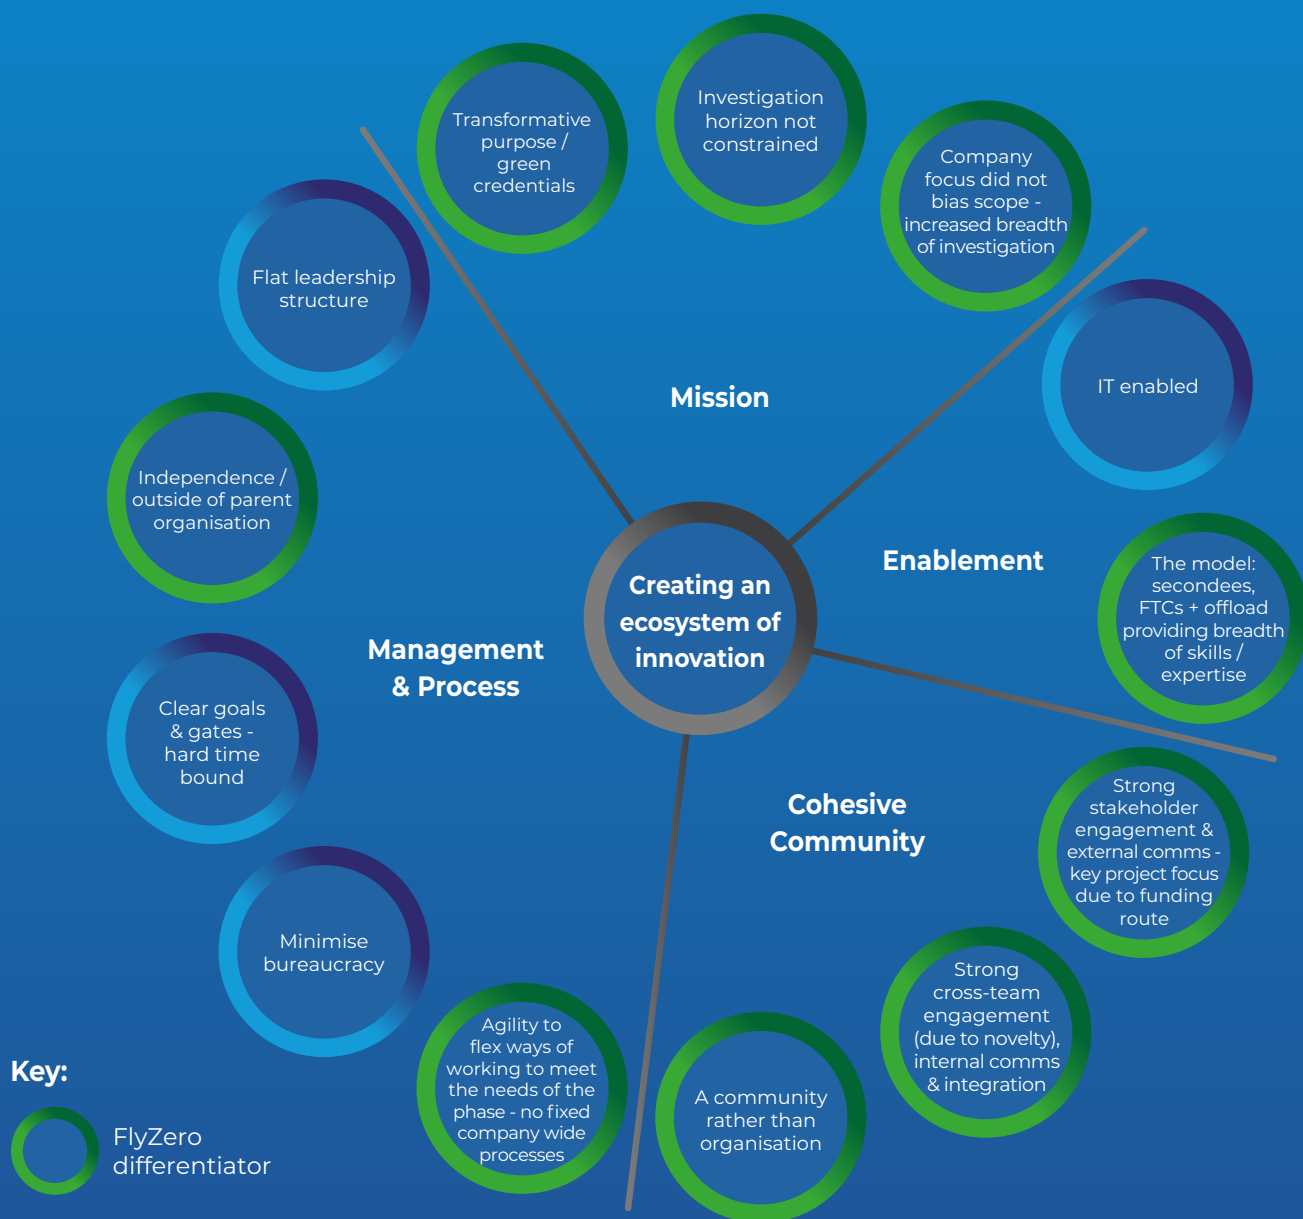 Investigation
horizon not
constrained
Transformative
purpose /
green
credentials
Company
focus did not
bias scope -
increased breadth
of investigation
Flat leadership
structure
IT enabled
Mission
Independence /
outside of parent
organisation
Enablement
The model:
secondees,
FTCs + offload
providing breadth
of skills /
expertise
Creating an
ecosystem of
innovation
Management
& Process
Clear goals
& gates -
hard time
bound
Cohesive
Community
Strong
stakeholder
engagement &
external comms -
key project focus
due to funding
route
Minimise
bureaucracy
Strong
cross-team
engagement
(due to novelty),
internal comms
& integration
Agility to
flex ways of
working to meet
the needs of the
phase - no fixed
company wide
processes
A community
rather than
organisation
Key:
FlyZero
differentiator